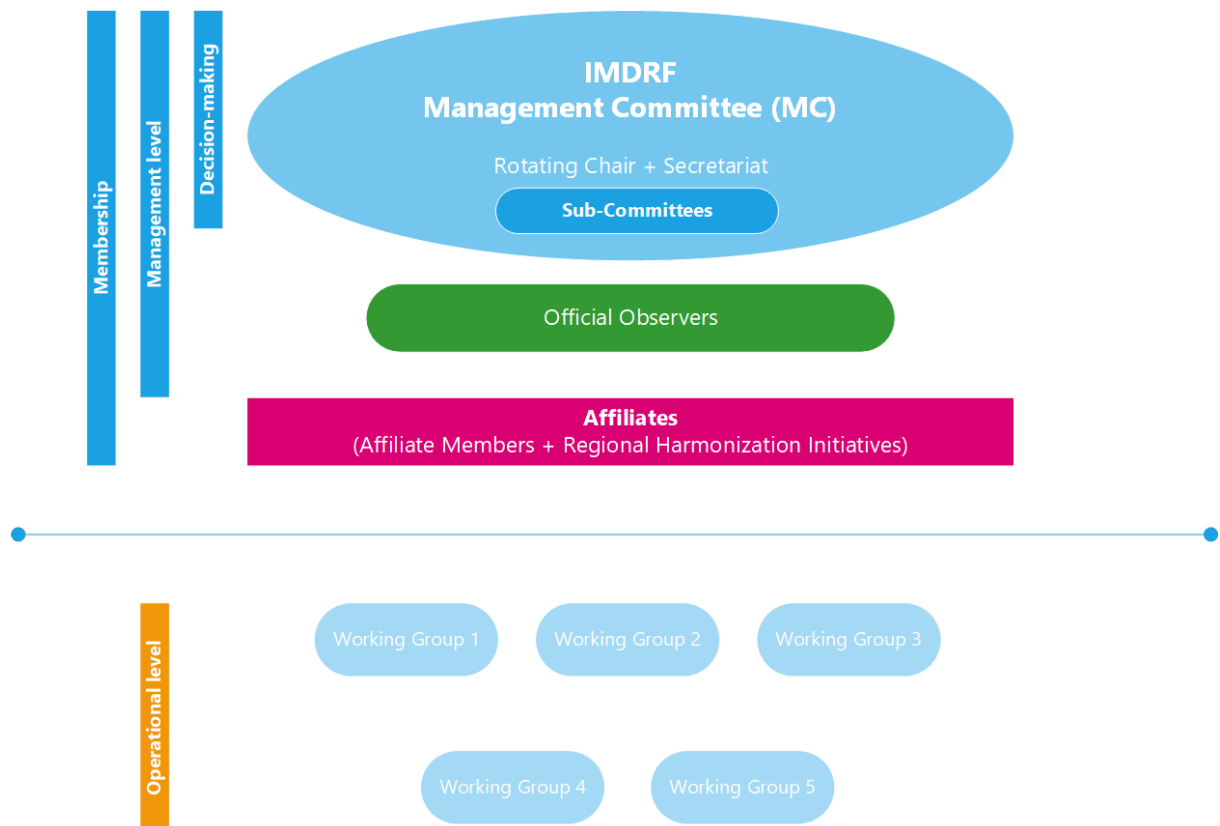 Membership
Management level
Decision-making
IMDRF
Management Committee (MC)
Rotating Chair + Secretariat
Sub-Committees
Official Observers
Affiliates
(Affiliate Members + Regional Harmonization Initiatives)
Operational level
Working Group 1
Working Group 2
Working Group 3
Working Group 4
Working Group 5